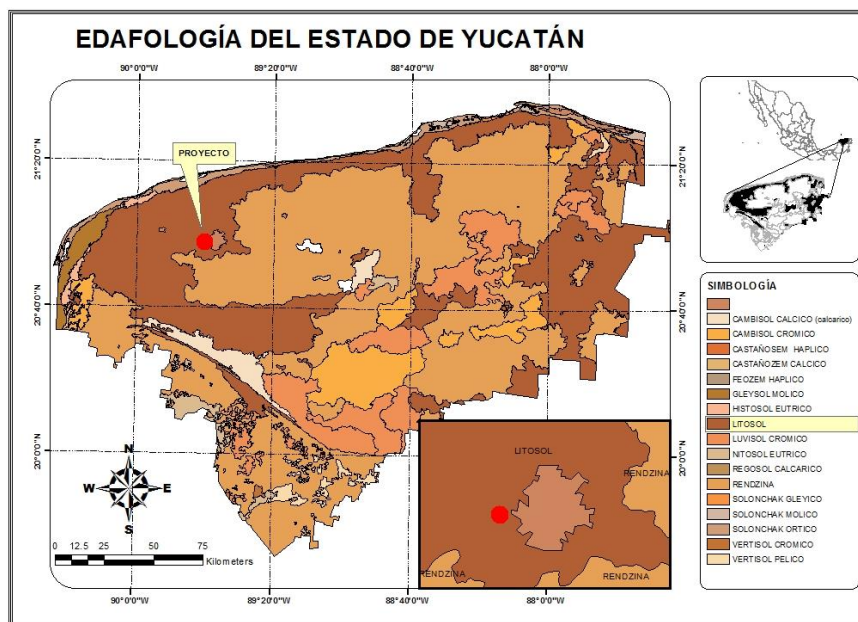 EDAFOLOGÍA DEL ESTADO DE YUCATÁN
90°0'0"W
89°20'0"W
88°40'0"W
88°0'0"W
21°20'0"N
21°20'0"N
PROYECTO
20°40'0"N
20°40'0"N
20°0'0"N
20°0'0"N
N
W E
S
0 12.5 25 50 75
Kilometers
90°0'0"W
89°20'0"W
88°40'0"W
88°0'0"W
LITOSOL
RENDZINA
RENDZINA
RENDZINA
SIMBOLOGÍA
CAMBISOL CALCICO (calcarico)
CAMBISOL CROMICO
CASTAÑOSEM HAPLICO
CASTAÑOZEM CALCICO
FEOZEM HAPLICO
GLEYSOL MOLICO
HISTOSOL EUTRICO
LITOSOL
LUVISOL CROMICO
NITOSOL EUTRICO
REGOSOL CALCARICO
RENDZINA
SOLONCHAK GLEYICO
SOLONCHAK MOLICO
SOLONCHAK ORTICO
VERTISOL CROMICO
VERTISOL PELICO